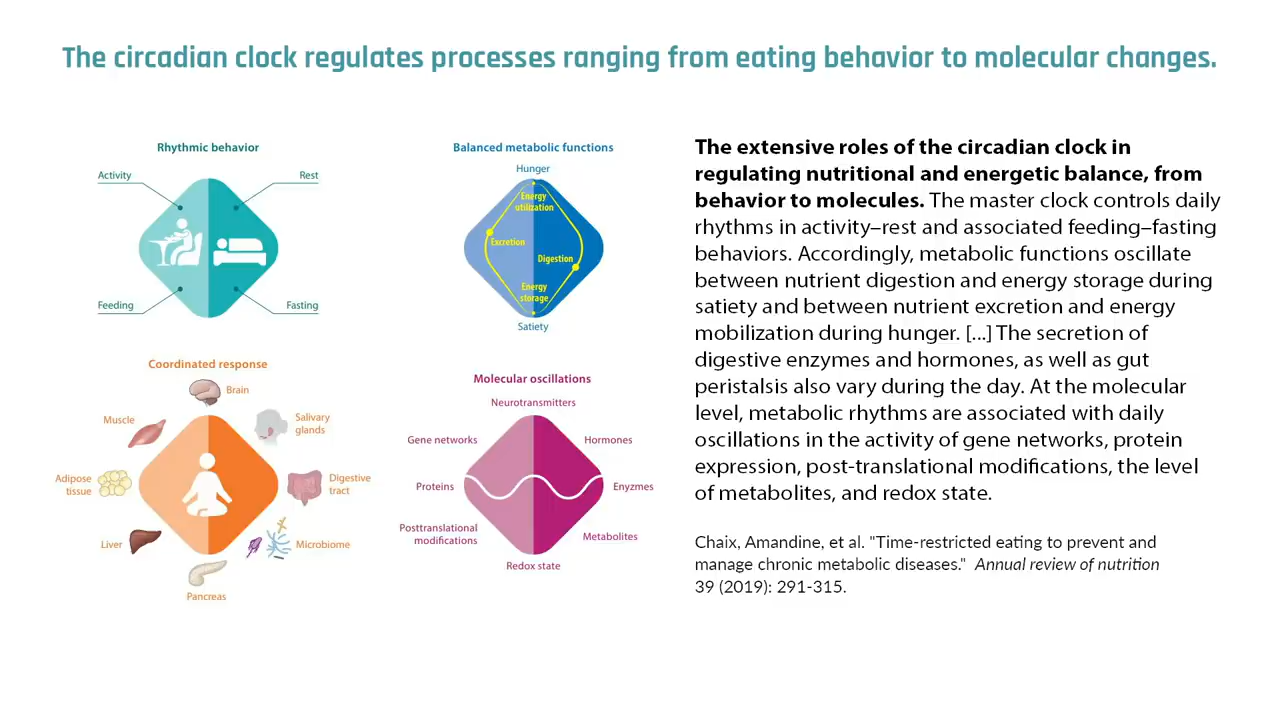 The circadian clock regulates processes ranging from eating behavior to molecular changes.
Rhythmic behavior
Activity
Rest
Feeding
Fasting
Balanced metabolic functions
Hunger
Energy
utilization
Excretion
Digestion
Energy
storage
Satiety
Coordinated response
Brain
Muscle
Salivary
glands
Adipose
tissue
Digestive
tract
Liver
Microbiome
Pancreas
Molecular oscillations
Neurotransmitters
Gene networks
Hormones
Proteins
Enyzmes
Posttranslational
modifications
Metabolites
Redox state
The extensive roles of the circadian clock in
regulating nutritional and energetic balance, from
behavior to molecules. The master clock controls daily
rhythms in activity–rest and associated feeding–fasting
behaviors. Accordingly, metabolic functions oscillate
between nutrient digestion and energy storage during
satiety and between nutrient excretion and energy
mobilization during hunger. [...] The secretion of
digestive enzymes and hormones, as well as gut
peristalsis also vary during the day. At the molecular
level, metabolic rhythms are associated with daily
oscillations in the activity of gene networks, protein
expression, post-translational modifications, the level
of metabolites, and redox state.
Chaix, Amandine, et al. "Time-restricted eating to prevent and
manage chronic metabolic diseases." Annual review of nutrition
39 (2019): 291-315.